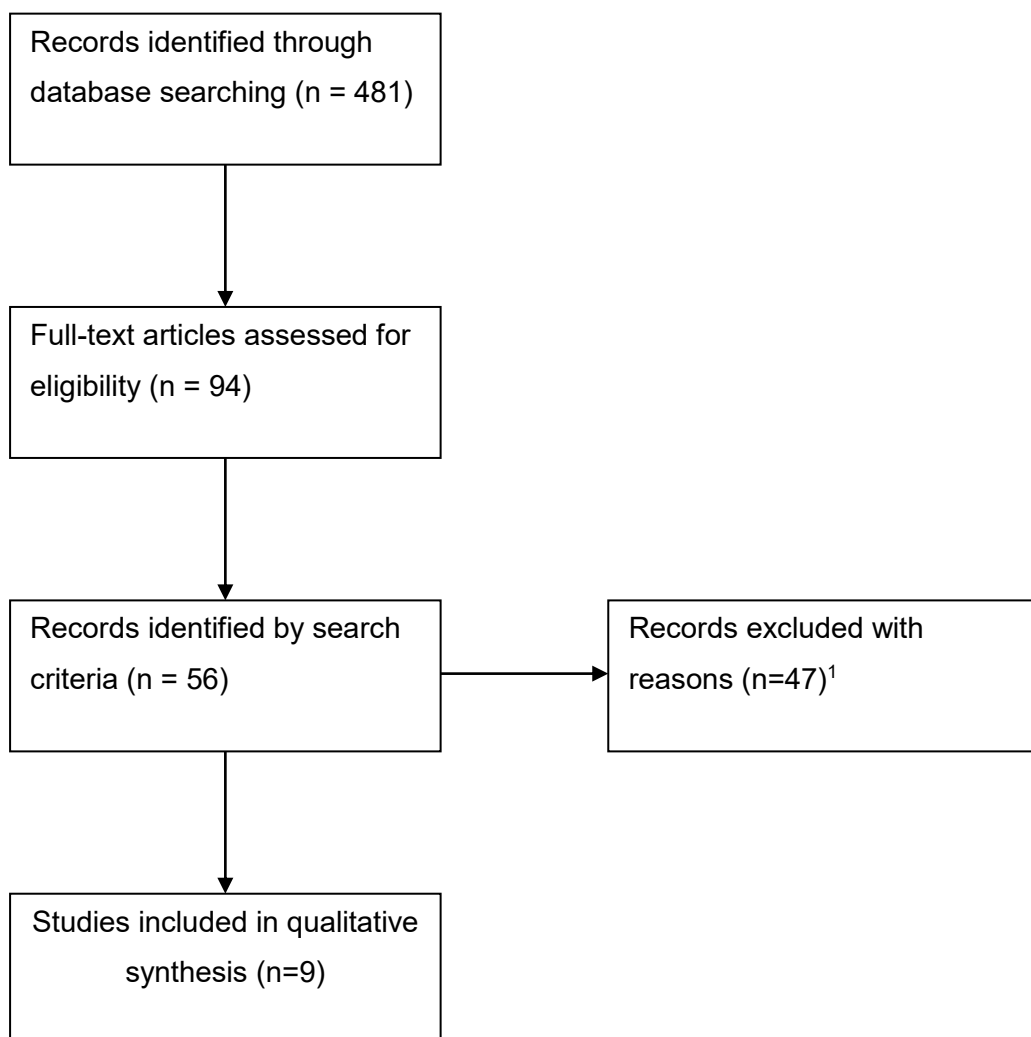 Records identified through
database searching (n = 481)
Full-text articles assessed for
eligibility (n = 94)
Records identified by search
criteria (n = 56)
Records excluded with
reasons (n=47)¹
Studies included in qualitative
synthesis (n=9)